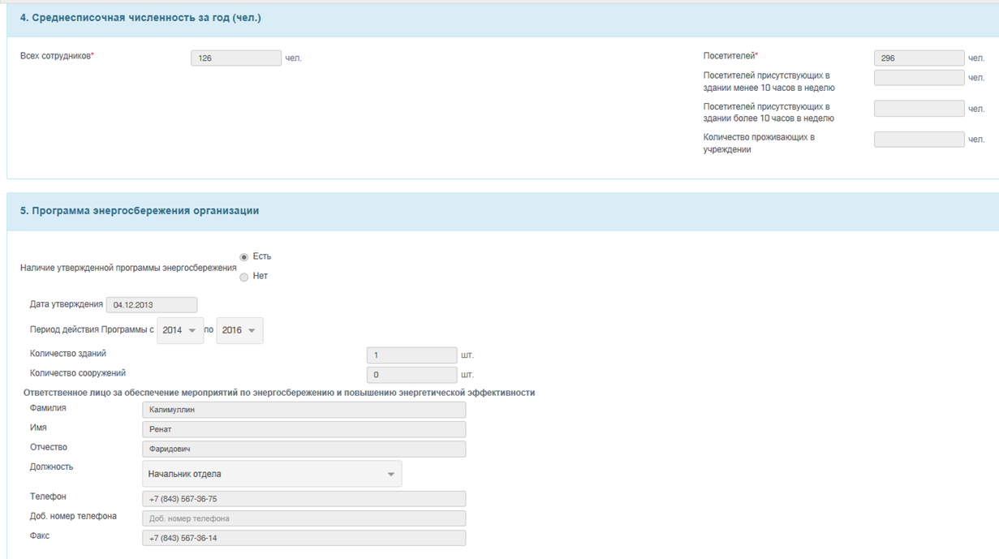 4. Среднесписочная численность за год (чел.)
Всех сотрудников* 126 чел.
Посетителей* 296 чел.
Посетителей присутствующих в
здании менее 10 часов в неделю чел.
Посетителей присутствующих в
здании более 10 часов в неделю чел.
Количество проживающих в
учреждении чел.
5. Программа энергосбережения организации
Наличие утвержденной программы энергосбережения
Есть
Нет
Дата утверждения 04.12.2013
Период действия Программы с 2014 по 2016
Количество зданий 1 шт.
Количество сооружений 0 шт.
Ответственное лицо за обеспечение мероприятий по энергосбережению и повышению энергетической эффективности
Фамилия Калимуллин
Имя Ренат
Отчество Фаридович
Должность Начальник отдела
Телефон +7 (843) 567-36-75
Доб. номер телефона Доб. номер телефона
Факс +7 (843) 567-36-14